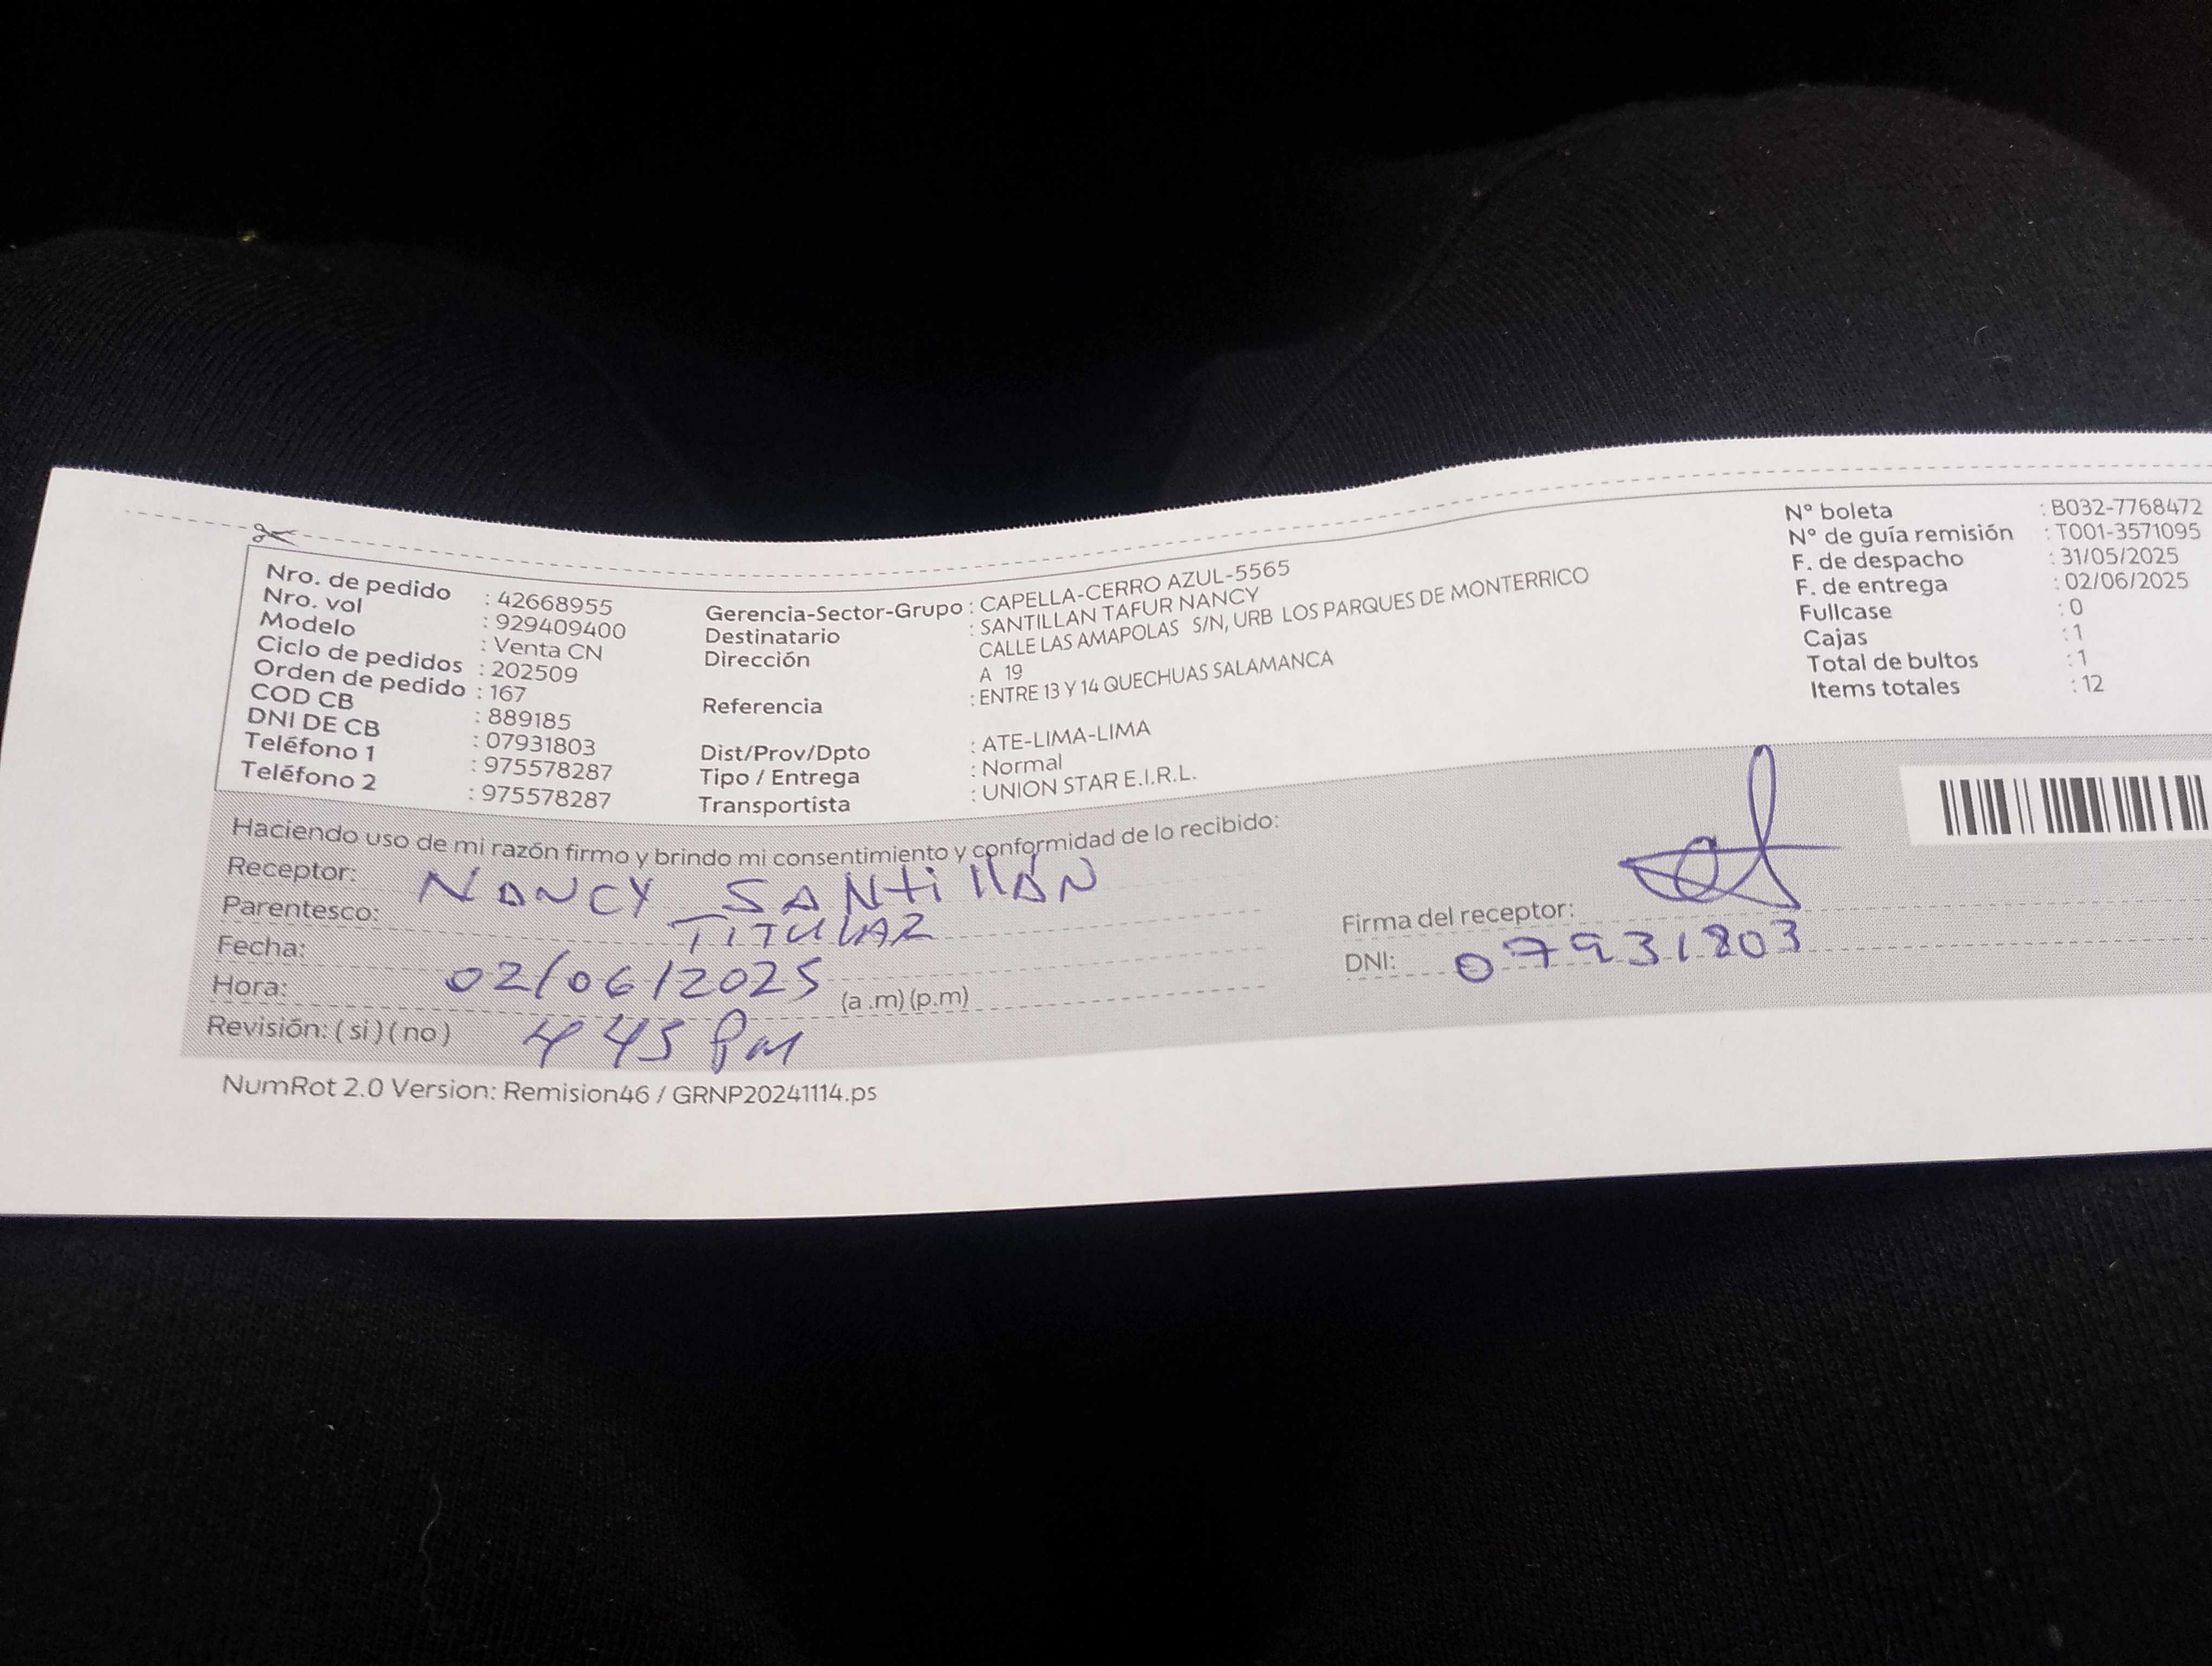 Nro. de pedido : 42668955
Nro. vol : 929409400
Modelo : Venta CN
Ciclo de pedidos : 202509
Orden de pedido : 167
COD CB : 889185
DNI DE CB : 07931803
Teléfono 1 : 975578287
Teléfono 2 : 975578287
Gerencia-Sector-Grupo : CAPELLA-CERRO AZUL-5565
Destinatario : SANTILLAN TAFUR NANCY
Dirección CALLE LAS AMAPOLAS S/N, URB LOS PARQUES DE MONTERRICO
A 19
Referencia : ENTRE 13 Y 14 QUECHUAS SALAMANCA
Dist/Prov/Dpto : ATE-LIMA-LIMA
Tipo / Entrega : Normal
Transportista : UNION STAR E.I.R.L.
N° boleta : B032-7768472
N° de guía remisión : T001-3571095
F. de despacho : 31/05/2025
F. de entrega : 02/06/2025
Fullcase : 0
Cajas : 1
Total de bultos : 1
Items totales : 12
Haciendo uso de mi razón firmo y brindo mi consentimiento y conformidad de lo recibido:
Receptor: NANCY SANTILLÁN
Parentesco: TITULAR
Fecha: 02/06/2025
Hora: (a .m) (p.m)
Revisión: ( si ) ( no ) 4 45 pm
Firma del receptor:
DNI: 07931803
NumRot 2.0 Version: Remision46 / GRNP20241114.ps